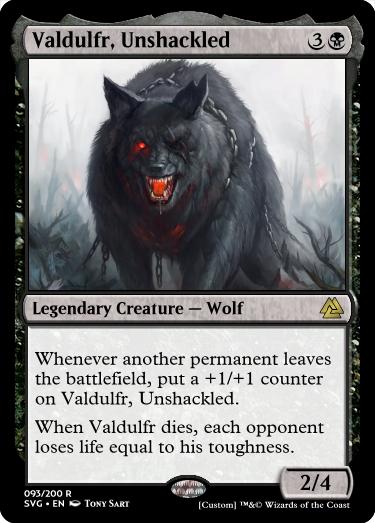 Valdulfr, Unshackled 3
Legendary Creature — Wolf
Whenever another permanent leaves
the battlefield, put a +1/+1 counter
on Valdulfr, Unshackled.
When Valdulfr dies, each opponent
loses life equal to his toughness.
2/4
093/200 R
SVG • EN Tony Sart
[Custom] ™&© Wizards of the Coast